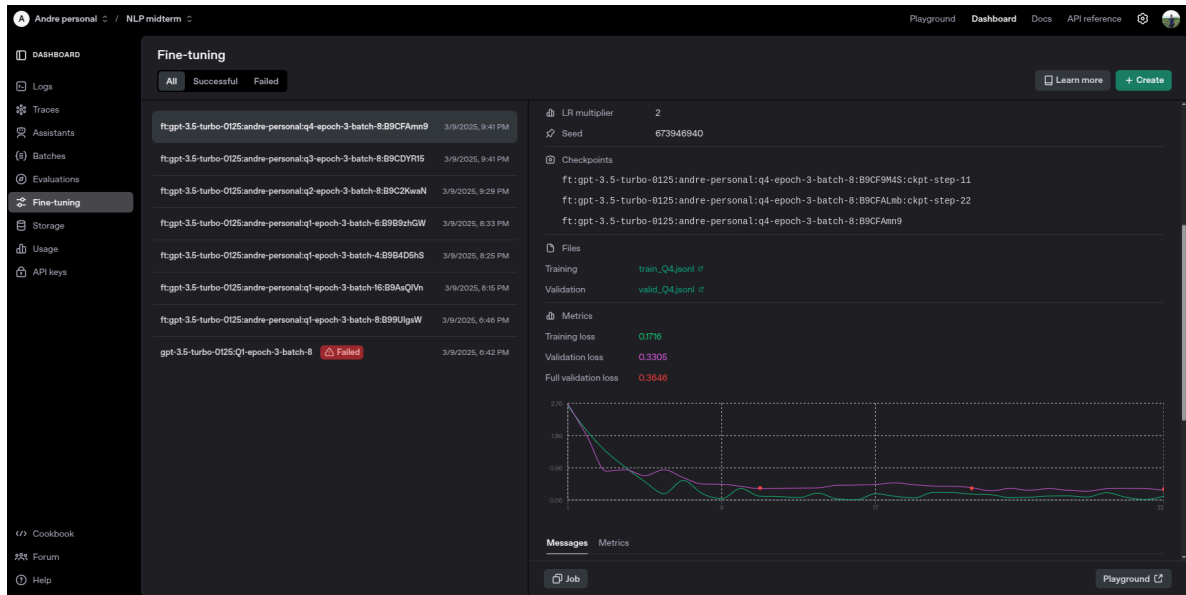 A Andre personal / NLP midterm
Playground Dashboard Docs API reference
DASHBOARD
Logs
Traces
Assistants
Batches
Evaluations
Fine-tuning
Storage
Usage
API keys
Cookbook
Forum
Help
Fine-tuning
All Successful Failed
Learn more + Create
ft:gpt-3.5-turbo-0125:andre-personal:q4-epoch-3-batch-8:B9CFAmn9 3/9/2025, 9:41 PM
ft:gpt-3.5-turbo-0125:andre-personal:q3-epoch-3-batch-8:B9CDYR15 3/9/2025, 9:41 PM
ft:gpt-3.5-turbo-0125:andre-personal:q2-epoch-3-batch-8:B9C2KwaN 3/9/2025, 9:29 PM
ft:gpt-3.5-turbo-0125:andre-personal:q1-epoch-3-batch-6:B9B9zhGW 3/9/2025, 8:33 PM
ft:gpt-3.5-turbo-0125:andre-personal:q1-epoch-3-batch-4:B9B4D5hS 3/9/2025, 8:25 PM
ft:gpt-3.5-turbo-0125:andre-personal:q1-epoch-3-batch-16:B9AsQIVn 3/9/2025, 8:15 PM
ft:gpt-3.5-turbo-0125:andre-personal:q1-epoch-3-batch-8:B99UIgsW 3/9/2025, 6:46 PM
gpt-3.5-turbo-0125:Q1-epoch-3-batch-8 Failed 3/9/2025, 6:42 PM
LR multiplier 2
Seed 673946940
Checkpoints
ft:gpt-3.5-turbo-0125:andre-personal:q4-epoch-3-batch-8:B9CF9M4S:ckpt-step-11
ft:gpt-3.5-turbo-0125:andre-personal:q4-epoch-3-batch-8:B9CFALmb:ckpt-step-22
ft:gpt-3.5-turbo-0125:andre-personal:q4-epoch-3-batch-8:B9CFAmn9
Files
Training train_Q4.jsonl
Validation valid_Q4.jsonl
Metrics
Training loss 0.1716
Validation loss 0.3305
Full validation loss 0.3646
2.76
1.86
0.96
0.06
1 9 17 32
Messages Metrics
Job Playground